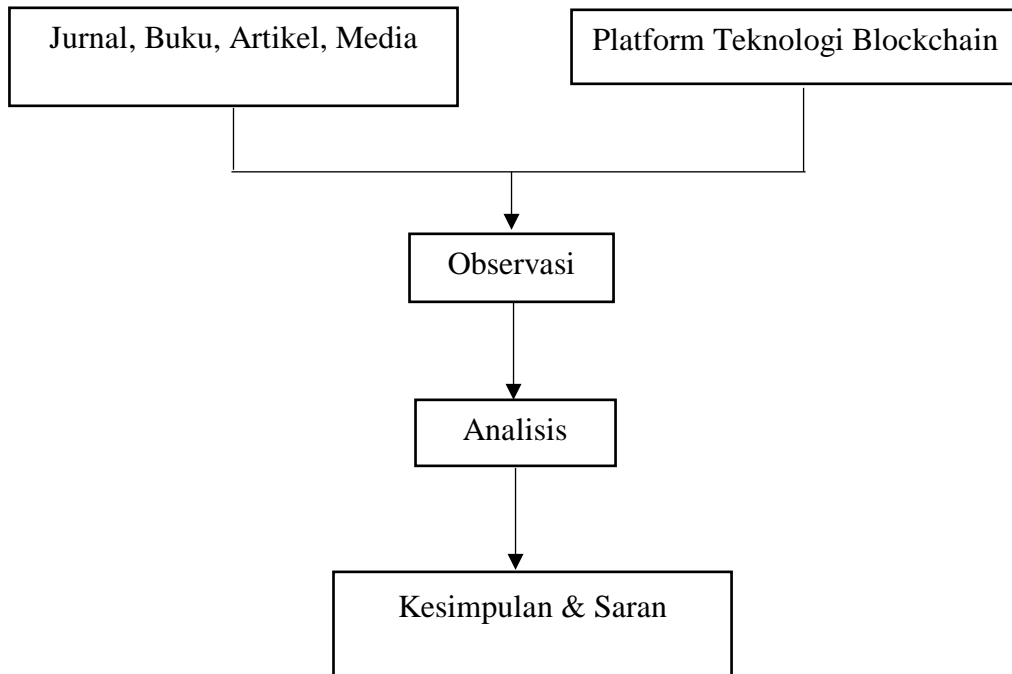 Jurnal, Buku, Artikel, Media
Platform Teknologi Blockchain
Observasi
Analisis
Kesimpulan & Saran